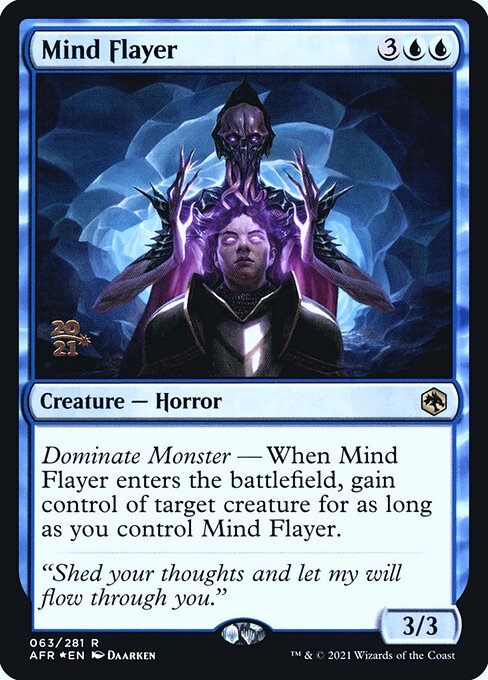 Mind Flayer 3
20
21
Creature — Horror
Dominate Monster — When Mind
Flayer enters the battlefield, gain
control of target creature for as long
as you control Mind Flayer.
“Shed your thoughts and let my will
flow through you.”
3/3
063/281 R
AFR ★ EN Daarken
™ & © 2021 Wizards of the Coast